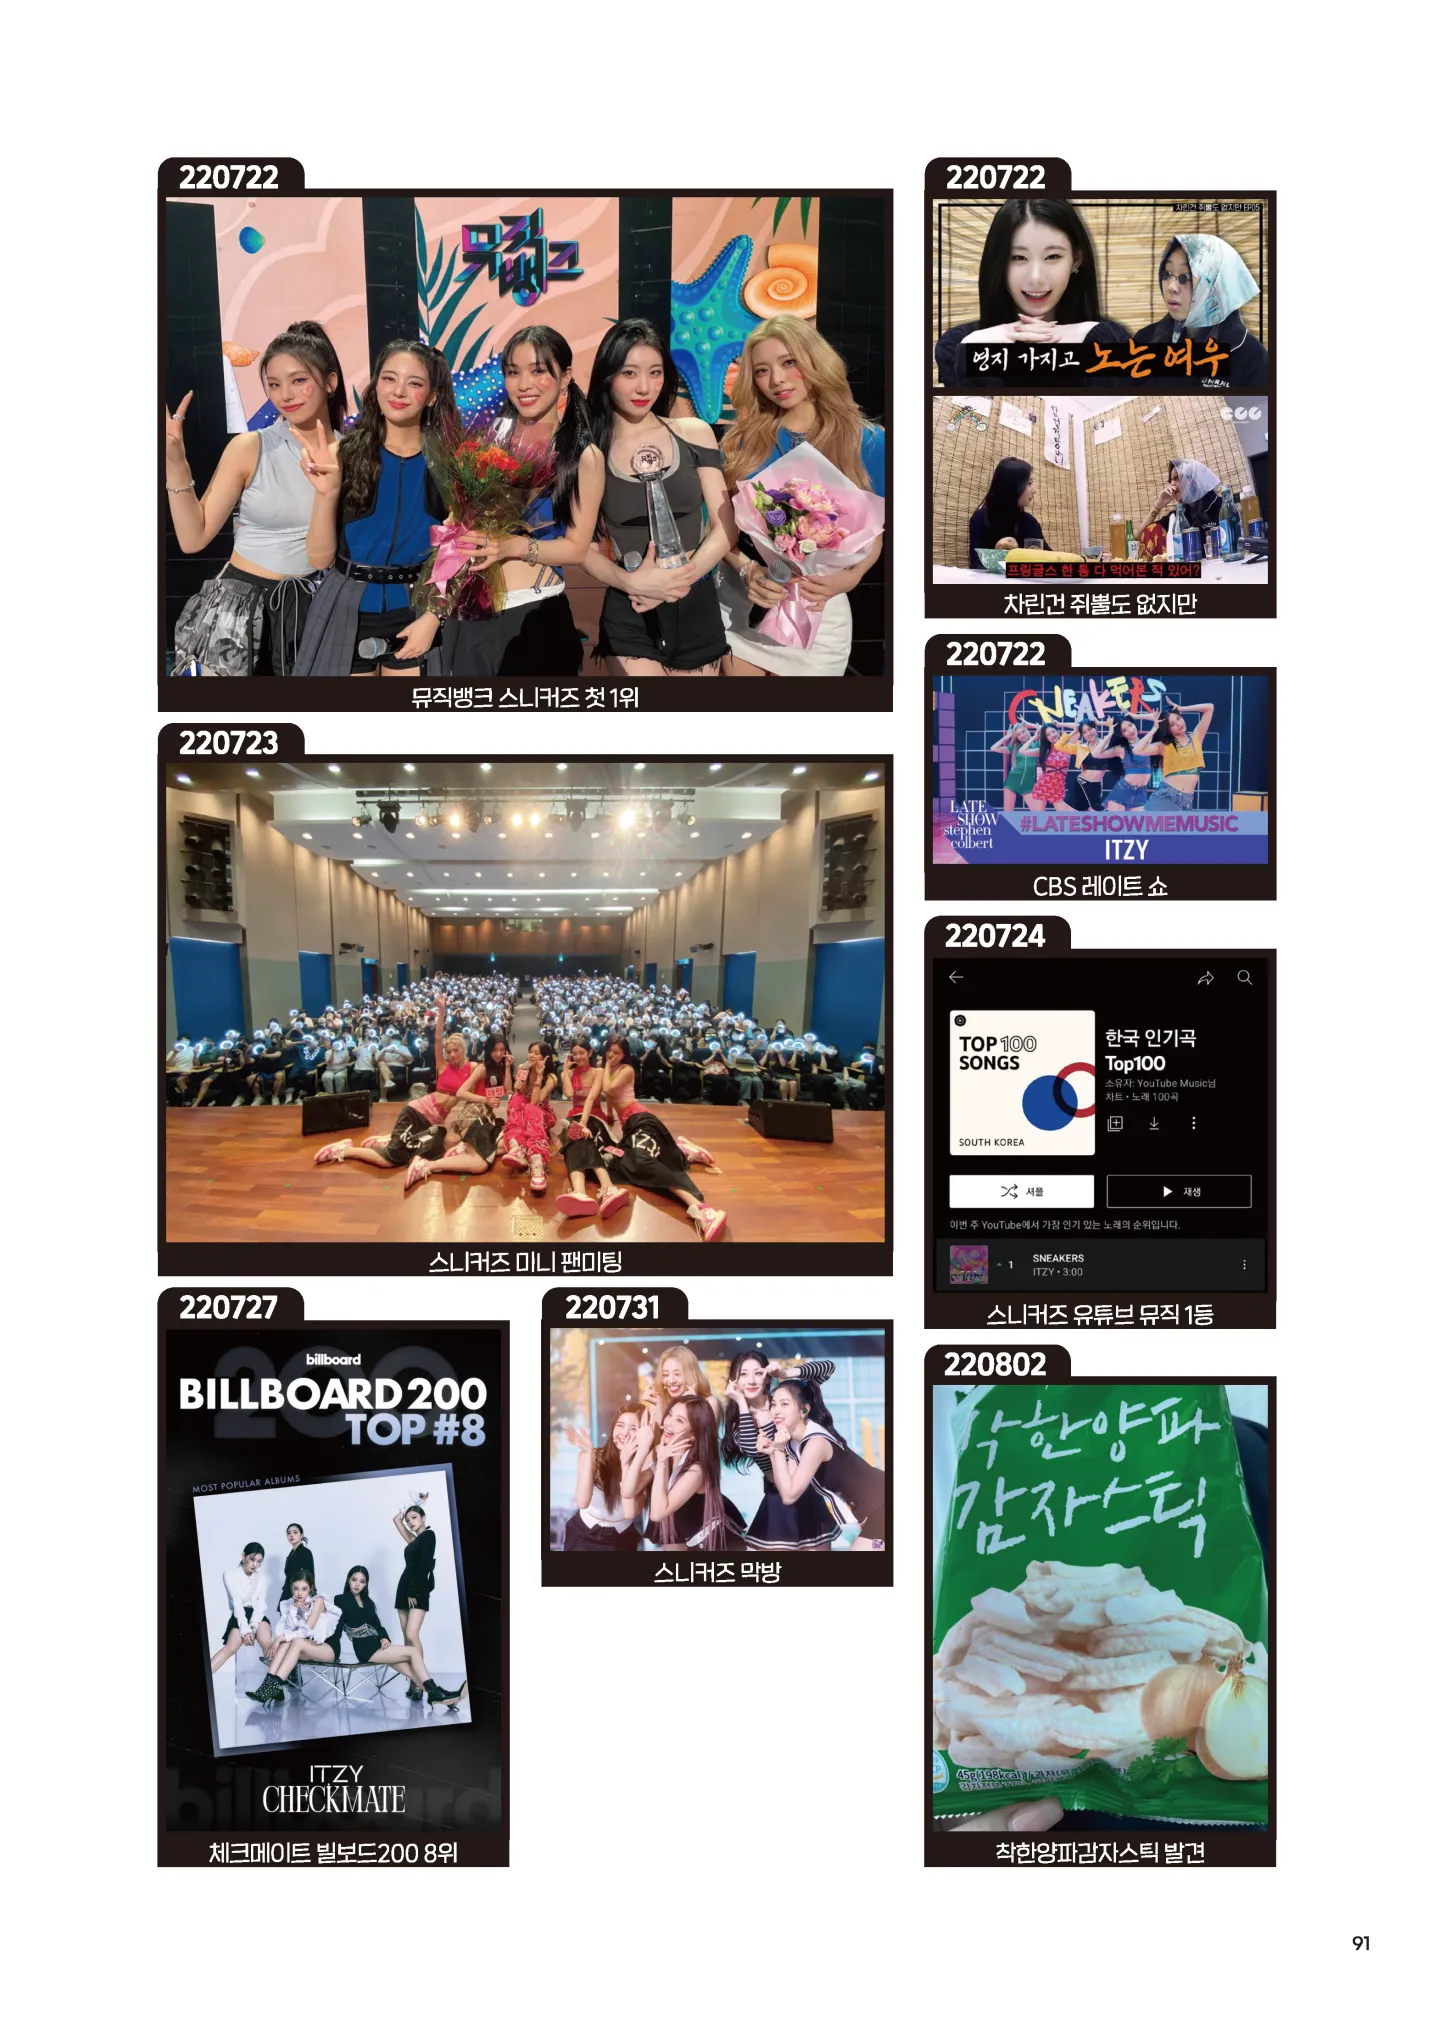 220722
뮤직뱅크
뮤직뱅크 스니커즈 첫 1위
220722
차린건 쥐뿔도 없지만 EP.05
영지 가지고 노는 여우
프링글스 한 통 다 먹어본 적 있어?
차린건 쥐뿔도 없지만
220722
SNEAKERS
LATE
SHOW
stephen
colbert
#LATESHOWMEMUSIC
ITZY
CBS 레이트 쇼
220723
스니커즈 미니 팬미팅
220724
TOP 100
SONGS
SOUTH KOREA
한국 인기곡
Top100
소유자: YouTube Music님
차트 • 노래 100곡
셔플
재생
이번 주 YouTube에서 가장 인기 있는 노래의 순위입니다.
1
SNEAKERS
ITZY • 3:00
스니커즈 유튜브 뮤직 1등
220727
billboard
200
BILLBOARD 200
TOP #8
MOST POPULAR ALBUMS
ITZY
CHECKMATE
billboard
체크메이트 빌보드200 8위
220731
스니커즈 막방
220802
착한양파
감자스틱
45g(198kcal)
착한양파감자스틱 발견
91